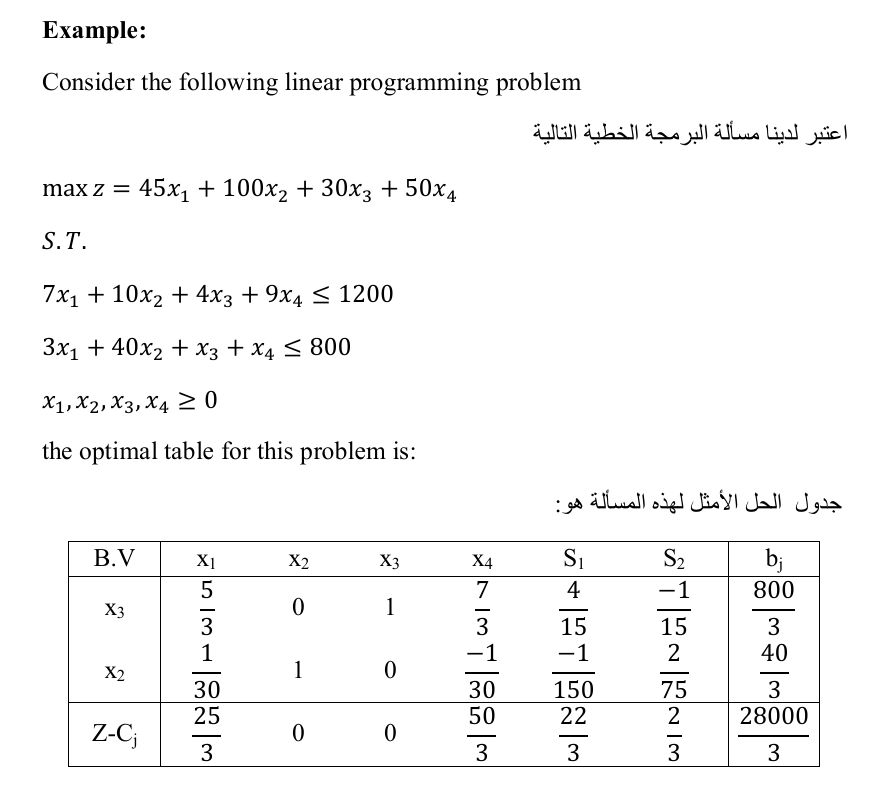 Example:
Consider the following linear programming problem
اعتبر لدينا مسألة البرمجة الخطية التالية
max z = 45x₁ + 100x₂ + 30x₃ + 50x₄
S.T.
7x₁ + 10x₂ + 4x₃ + 9x₄ ≤ 1200
3x₁ + 40x₂ + x₃ + x₄ ≤ 800
x₁, x₂, x₃, x₄ ≥ 0
the optimal table for this problem is:
جدول الحل الأمثل لهذه المسألة هو:
B.V x₁ x₂ x₃ x₄ S₁ S₂ bⱼ
x₃ 5/3 0 1 7/3 4/15 −1/15 800/3
x₂ 1/30 1 0 −1/30 −1/150 2/75 40/3
Z-Cⱼ 25/3 0 0 50/3 22/3 2/3 28000/3